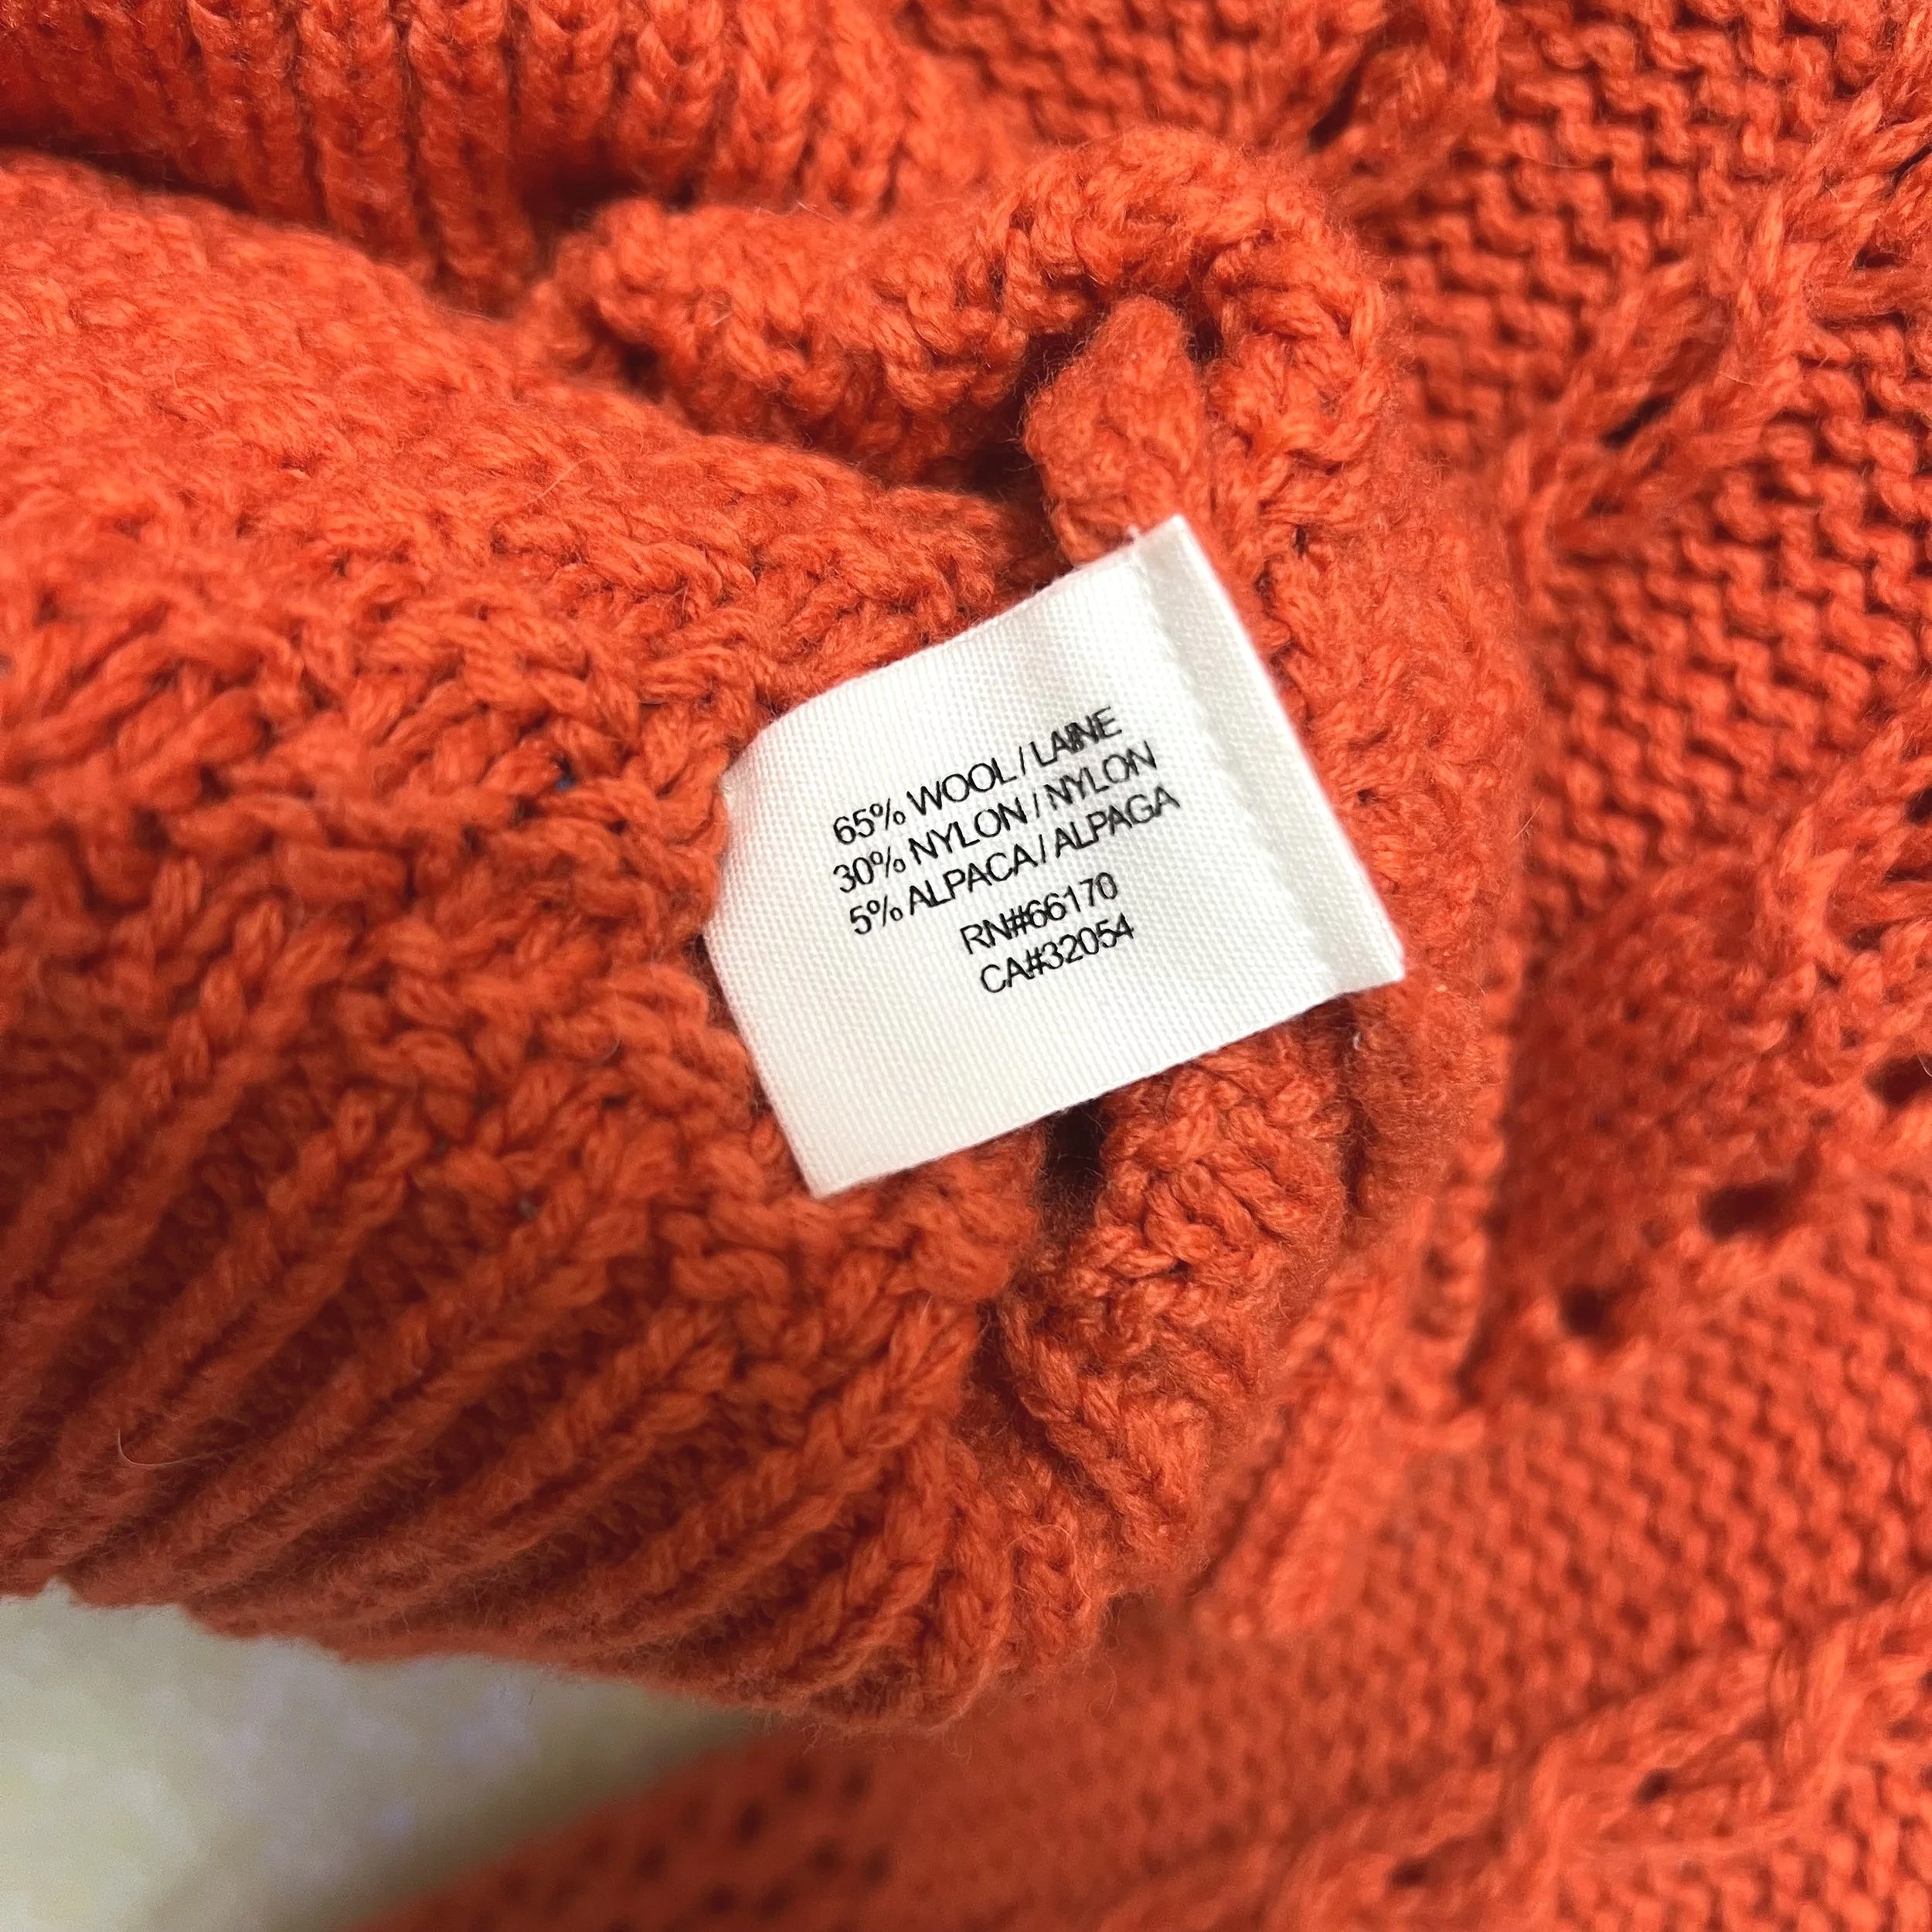 65% WOOL / LAINE
30% NYLON / NYLON
5% ALPACA / ALPAGA
RN#66170
CA#32054